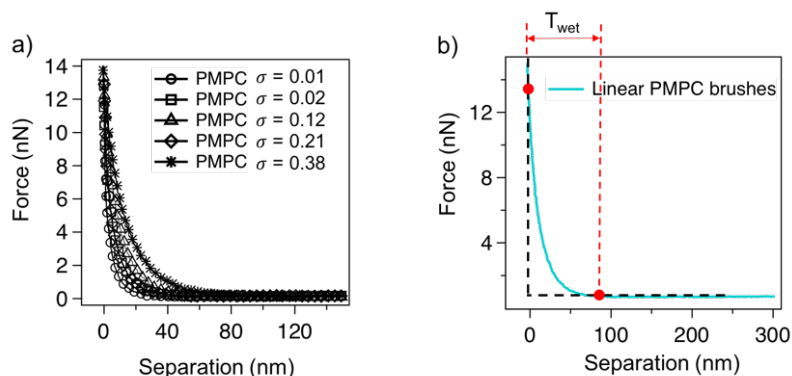 a)
Force (nN)
14
12
10
8
6
4
2
0
PMPC σ = 0.01
PMPC σ = 0.02
PMPC σ = 0.12
PMPC σ = 0.21
PMPC σ = 0.38
0 40 80 120
Separation (nm)
b)
T_wet
Linear PMPC brushes
Force (nN)
12
8
4
0 100 200 300
Separation (nm)